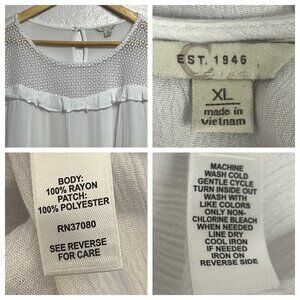 EST. 1946
XL
made in
vietnam
BODY:
100% RAYON
PATCH:
100% POLYESTER
RN37080
SEE REVERSE
FOR CARE
MACHINE
WASH COLD
GENTLE CYCLE
TURN INSIDE OUT
WASH WITH
LIKE COLORS
ONLY NON-
CHLORINE BLEACH
WHEN NEEDED
LINE DRY
COOL IRON
IF NEEDED
IRON ON
REVERSE SIDE